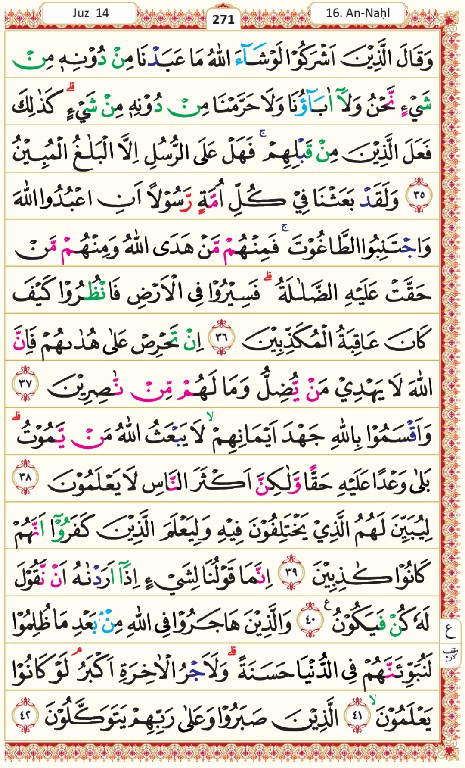 Juz 14
271
16. An-Naḥl
وَقَالَ الَّذِيْنَ اَشْرَكُوْا لَوْ شَآءَ اللّٰهُ مَا عَبَدْنَا مِنْ دُوْنِهٖ مِنْ
شَيْءٍ نَّحْنُ وَلَآ اٰبَاۤؤُنَا وَلَا حَرَّمْنَا مِنْ دُوْنِهٖ مِنْ شَيْءٍ ۗ كَذٰلِكَ
فَعَلَ الَّذِيْنَ مِنْ قَبْلِهِمْ ۚ فَهَلْ عَلَى الرُّسُلِ اِلَّا الْبَلٰغُ الْمُبِيْنُ
٣٥ وَلَقَدْ بَعَثْنَا فِيْ كُلِّ اُمَّةٍ رَّسُوْلًا اَنِ اعْبُدُوا اللّٰهَ
وَاجْتَنِبُوا الطَّاغُوْتَ ۚ فَمِنْهُمْ مَّنْ هَدَى اللّٰهُ وَمِنْهُمْ مَّنْ
حَقَّتْ عَلَيْهِ الضَّلٰلَةُ ۗ فَسِيْرُوْا فِى الْاَرْضِ فَانْظُرُوْا كَيْفَ
كَانَ عَاقِبَةُ الْمُكَذِّبِيْنَ ٣٦ اِنْ تَحْرِصْ عَلٰى هُدٰىهُمْ فَاِنَّ
اللّٰهَ لَا يَهْدِيْ مَنْ يُّضِلُّ وَمَا لَهُمْ مِّنْ نّٰصِرِيْنَ ٣٧
وَاَقْسَمُوْا بِاللّٰهِ جَهْدَ اَيْمَانِهِمْ ۙ لَا يَبْعَثُ اللّٰهُ مَنْ يَّمُوْتُ ۗ
بَلٰى وَعْدًا عَلَيْهِ حَقًّا وَّلٰكِنَّ اَكْثَرَ النَّاسِ لَا يَعْلَمُوْنَ ٣٨
لِيُبَيِّنَ لَهُمُ الَّذِيْ يَخْتَلِفُوْنَ فِيْهِ وَلِيَعْلَمَ الَّذِيْنَ كَفَرُوْٓا اَنَّهُمْ
كَانُوْا كٰذِبِيْنَ ٣٩ اِنَّمَا قَوْلُنَا لِشَيْءٍ اِذَآ اَرَدْنٰهُ اَنْ نَّقُوْلَ
لَهٗ كُنْ فَيَكُوْنُ ࣖ ٤٠ وَالَّذِيْنَ هَاجَرُوْا فِى اللّٰهِ مِنْۢ بَعْدِ مَا ظُلِمُوْا
لَنُبَوِّئَنَّهُمْ فِى الدُّنْيَا حَسَنَةً ۗ وَلَاَجْرُ الْاٰخِرَةِ اَكْبَرُ ۘ لَوْ كَانُوْا
يَعْلَمُوْنَ ۙ ٤١ الَّذِيْنَ صَبَرُوْا وَعَلٰى رَبِّهِمْ يَتَوَكَّلُوْنَ ٤٢
ع